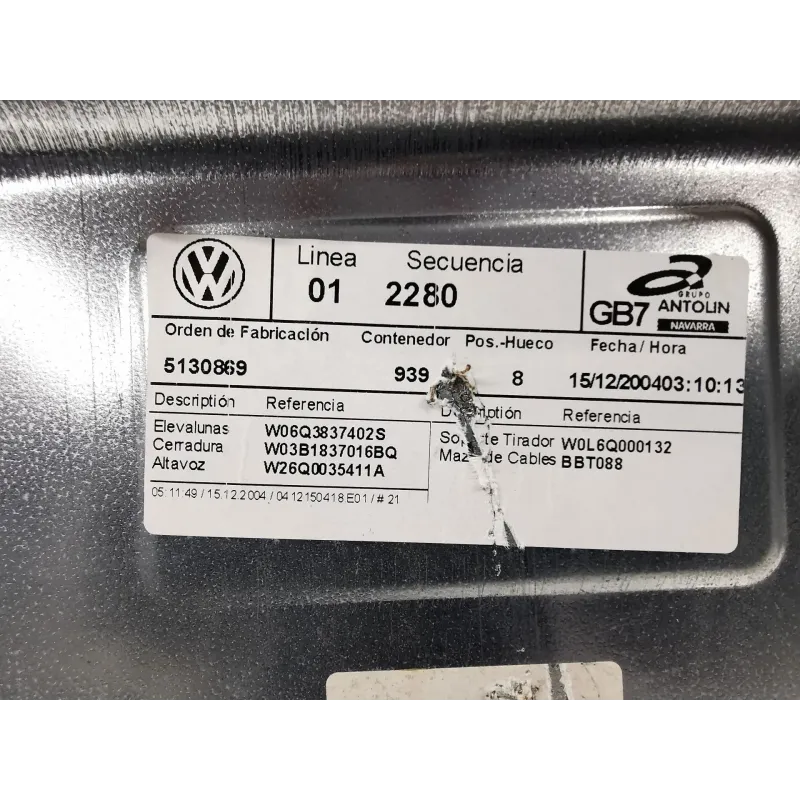 Linea Secuencia
01 2280
GB7
GRUPO
ANTOLIN
NAVARRA
Orden de Fabricación Contenedor Pos.-Hueco Fecha / Hora
5130869 939 8 15/12/200403:10:13
Descriptión Referencia Referencia
Elevalunas W06Q3837402S
Cerradura W03B1837016BQ
Altavoz W26Q0035411A
Tirador W0L6Q000132
de Cables BBT088
05:11:49 / 15.12.2004 / 0412150418E01 / # 21